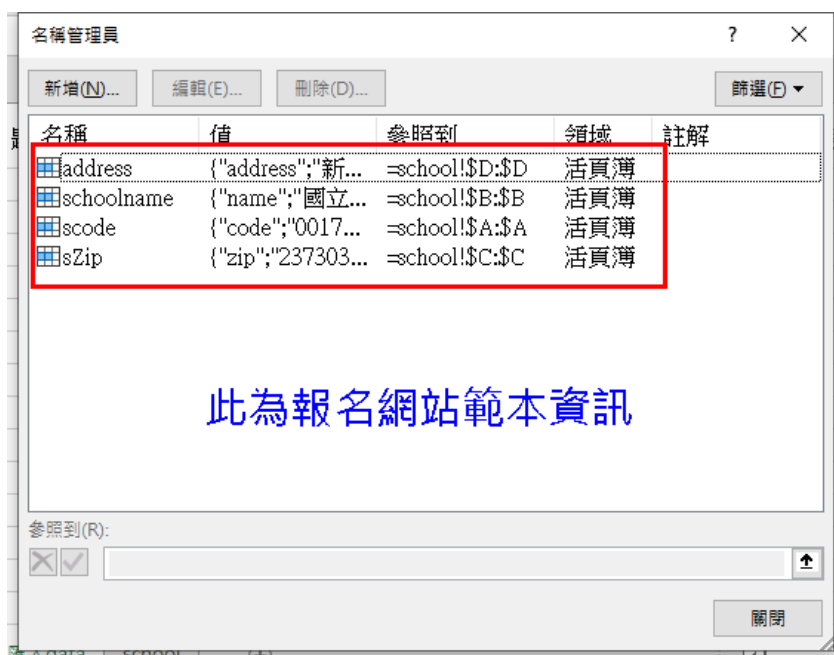 名稱管理員
?
新增(N)... 編輯(E)... 刪除(D)... 篩選(F)
名稱 值 參照到 領域 註解
address {"address";"新... =school!$D:$D 活頁簿
schoolname {"name";"國立... =school!$B:$B 活頁簿
scode {"code";"0017... =school!$A:$A 活頁簿
sZip {"zip";"237303... =school!$C:$C 活頁簿
此為報名網站範本資訊
參照到(R):
關閉